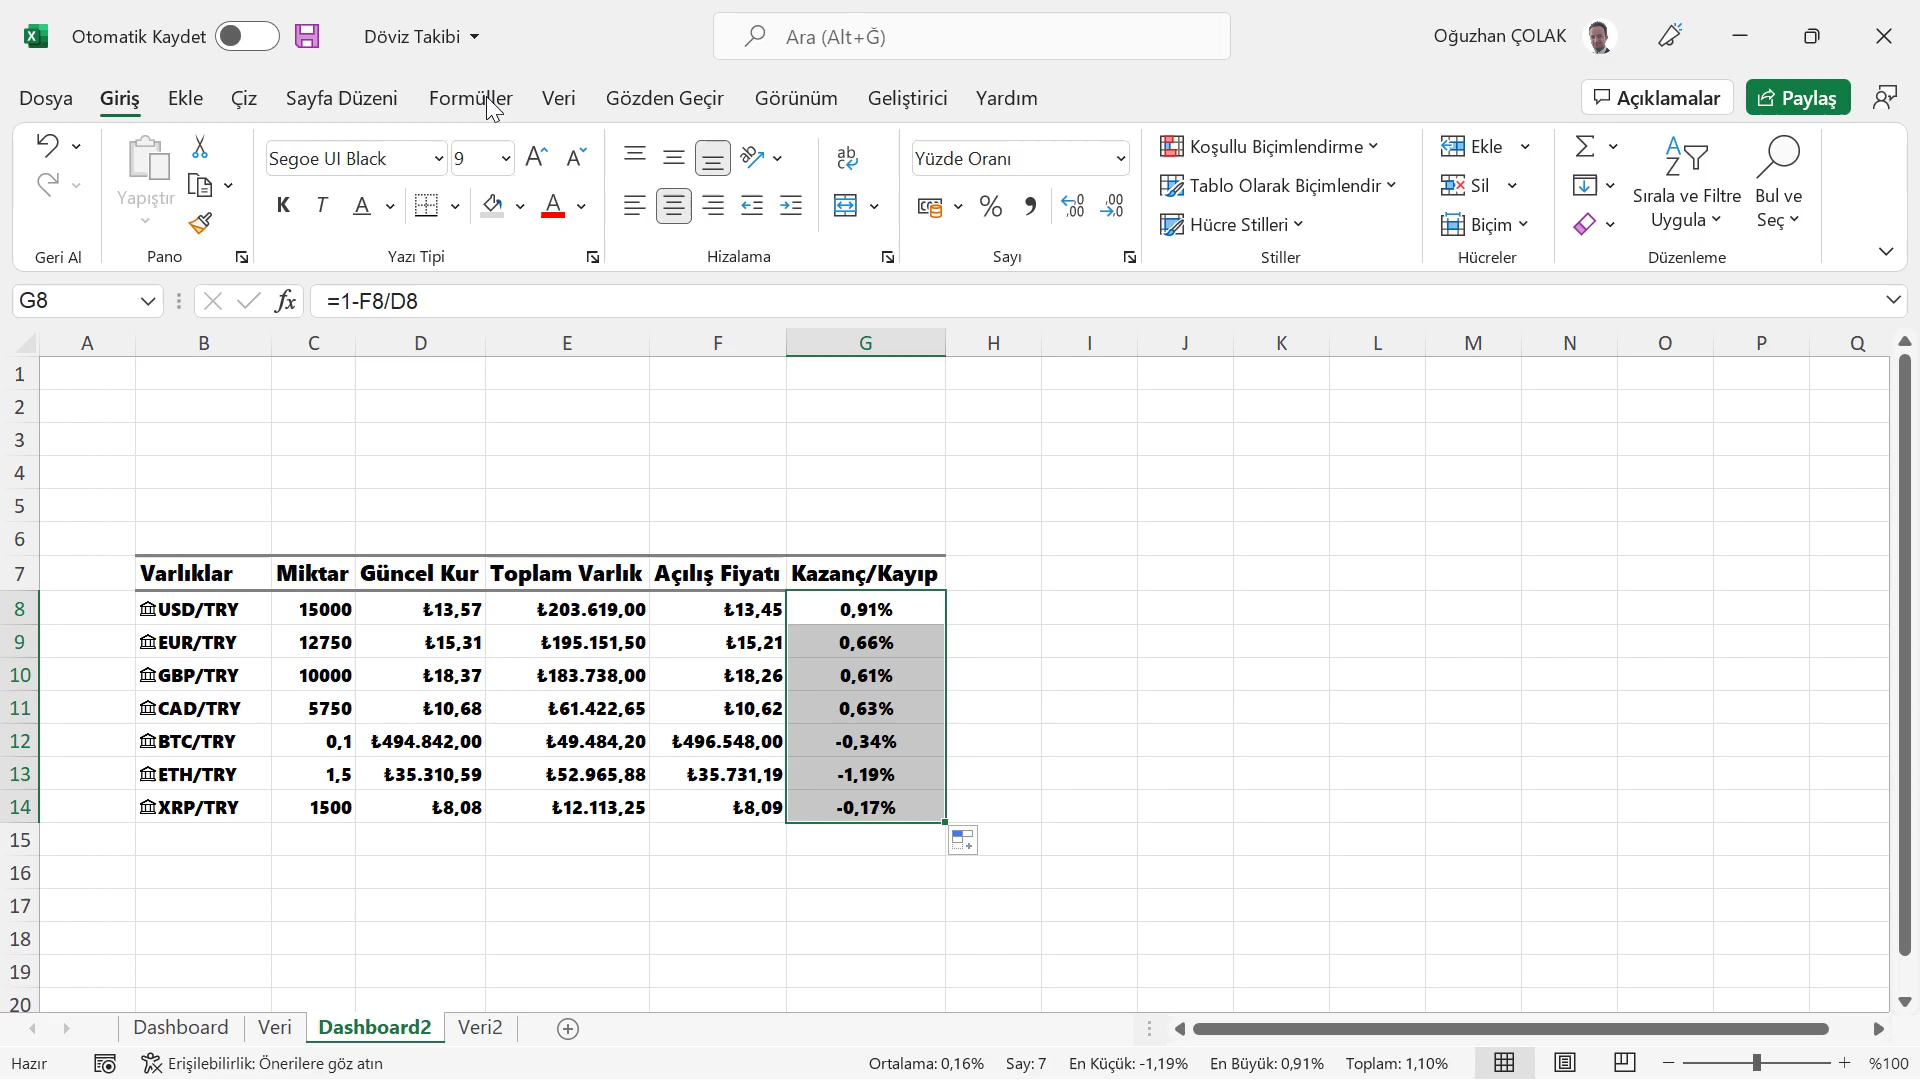 Otomatik Kaydet
Döviz Takibi
Ara (Alt+Ğ)
Oğuzhan ÇOLAK
Dosya Giriş Ekle Çiz Sayfa Düzeni Formüller Veri Gözden Geçir Görünüm Geliştirici Yardım
Açıklamalar
Paylaş
Yapıştır
Segoe UI Black
9
K T A
Yüzde Oranı
Koşullu Biçimlendirme
Tablo Olarak Biçimlendir
Hücre Stilleri
Ekle
Sil
Biçim
Sırala ve Filtre
Uygula
Bul ve
Seç
Geri Al
Pano
Yazı Tipi
Hizalama
Sayı
Stiller
Hücreler
Düzenleme
G8
fx
=1-F8/D8
A B C D E F G H I J K L M N O P Q
1
2
3
4
5
6
7 Varlıklar Miktar Güncel Kur Toplam Varlık Açılış Fiyatı Kazanç/Kayıp
8 USD/TRY 15000 ₺13,57 ₺203.619,00 ₺13,45 0,91%
9 EUR/TRY 12750 ₺15,31 ₺195.151,50 ₺15,21 0,66%
10 GBP/TRY 10000 ₺18,37 ₺183.738,00 ₺18,26 0,61%
11 CAD/TRY 5750 ₺10,68 ₺61.422,65 ₺10,62 0,63%
12 BTC/TRY 0,1 ₺494.842,00 ₺49.484,20 ₺496.548,00 -0,34%
13 ETH/TRY 1,5 ₺35.310,59 ₺52.965,88 ₺35.731,19 -1,19%
14 XRP/TRY 1500 ₺8,08 ₺12.113,25 ₺8,09 -0,17%
15
16
17
18
19
20
Dashboard Veri Dashboard2 Veri2
Hazır
Erişilebilirlik: Önerilere göz atın
Ortalama: 0,16% Say: 7 En Küçük: -1,19% En Büyük: 0,91% Toplam: 1,10%
%100